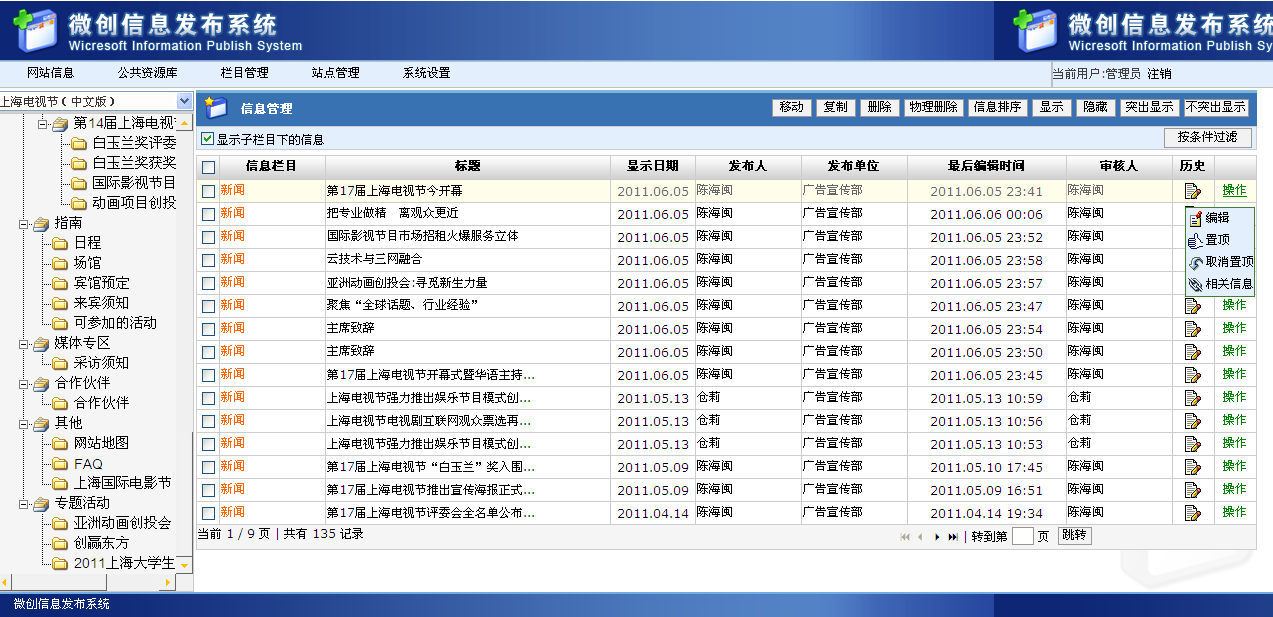 微创信息发布系统
Wicresoft Information Publish System
微创信息发布系统
Wicresoft Information Publish Sy
网站信息 公共资源库 栏目管理 站点管理 系统设置 当前用户:管理员 注销
上海电视节（中文版）
第14届上海电视
白玉兰奖评委
白玉兰奖获奖
国际影视节目
动画项目创投
指南
日程
场馆
宾馆预定
来宾须知
可参加的活动
媒体专区
采访须知
合作伙伴
合作伙伴
其他
网站地图
FAQ
上海国际电影节
专题活动
亚洲动画创投会
创赢东方
2011上海大学生
信息管理 移动 复制 删除 物理删除 信息排序 显示 隐藏 突出显示 不突出显示
显示子栏目下的信息 按条件过滤
信息栏目 标题 显示日期 发布人 发布单位 最后编辑时间 审核人 历史
新闻 第17届上海电视节今开幕 2011.06.05 陈海闽 广告宣传部 2011.06.05 23:41 陈海闽 操作
新闻 把专业做精 离观众更近 2011.06.05 陈海闽 广告宣传部 2011.06.06 00:06 陈海闽
新闻 国际影视节目市场招租火爆服务立体 2011.06.05 陈海闽 广告宣传部 2011.06.05 23:52 陈海闽
新闻 云技术与三网融合 2011.06.05 陈海闽 广告宣传部 2011.06.05 23:58 陈海闽
新闻 亚洲动画创投会:寻觅新生力量 2011.06.05 陈海闽 广告宣传部 2011.06.05 23:57 陈海闽
新闻 聚焦“全球话题、行业经验” 2011.06.05 陈海闽 广告宣传部 2011.06.05 23:47 陈海闽 操作
新闻 主席致辞 2011.06.05 陈海闽 广告宣传部 2011.06.05 23:54 陈海闽 操作
新闻 主席致辞 2011.06.05 陈海闽 广告宣传部 2011.06.05 23:50 陈海闽 操作
新闻 第17届上海电视节开幕式暨华语主持... 2011.06.05 陈海闽 广告宣传部 2011.06.05 23:45 陈海闽 操作
新闻 上海电视节强力推出娱乐节目模式创... 2011.05.13 仓莉 广告宣传部 2011.05.13 10:59 仓莉 操作
新闻 上海电视节电视剧互联网观众票选再... 2011.05.13 仓莉 广告宣传部 2011.05.13 10:56 仓莉 操作
新闻 上海电视节强力推出娱乐节目模式创... 2011.05.13 仓莉 广告宣传部 2011.05.13 10:53 仓莉 操作
新闻 第17届上海电视节“白玉兰”奖入围... 2011.05.09 陈海闽 广告宣传部 2011.05.10 17:45 陈海闽 操作
新闻 第17届上海电视节推出宣传海报正式... 2011.05.09 陈海闽 广告宣传部 2011.05.09 16:51 陈海闽 操作
新闻 第17届上海电视节评委会全名单公布... 2011.04.14 陈海闽 广告宣传部 2011.04.14 19:34 陈海闽 操作
编辑
置顶
取消置顶
相关信息
当前 1 / 9 页 | 共有 135 记录 | 转到第 页 跳转
微创信息发布系统